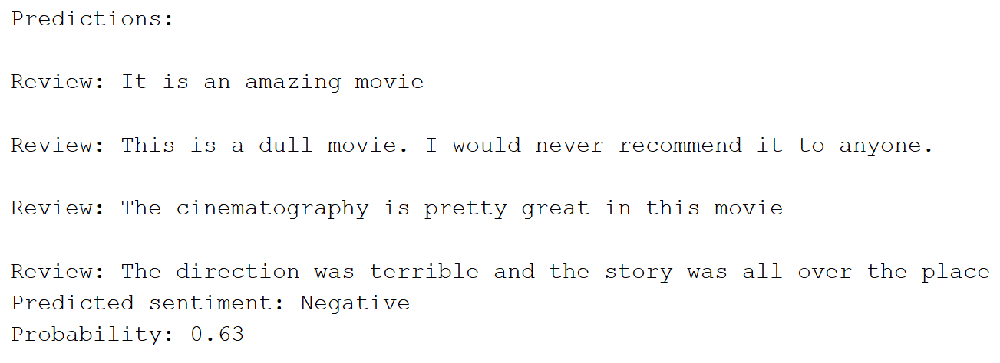 Predictions:
Review: It is an amazing movie
Review: This is a dull movie. I would never recommend it to anyone.
Review: The cinematography is pretty great in this movie
Review: The direction was terrible and the story was all over the place
Predicted sentiment: Negative
Probability: 0.63